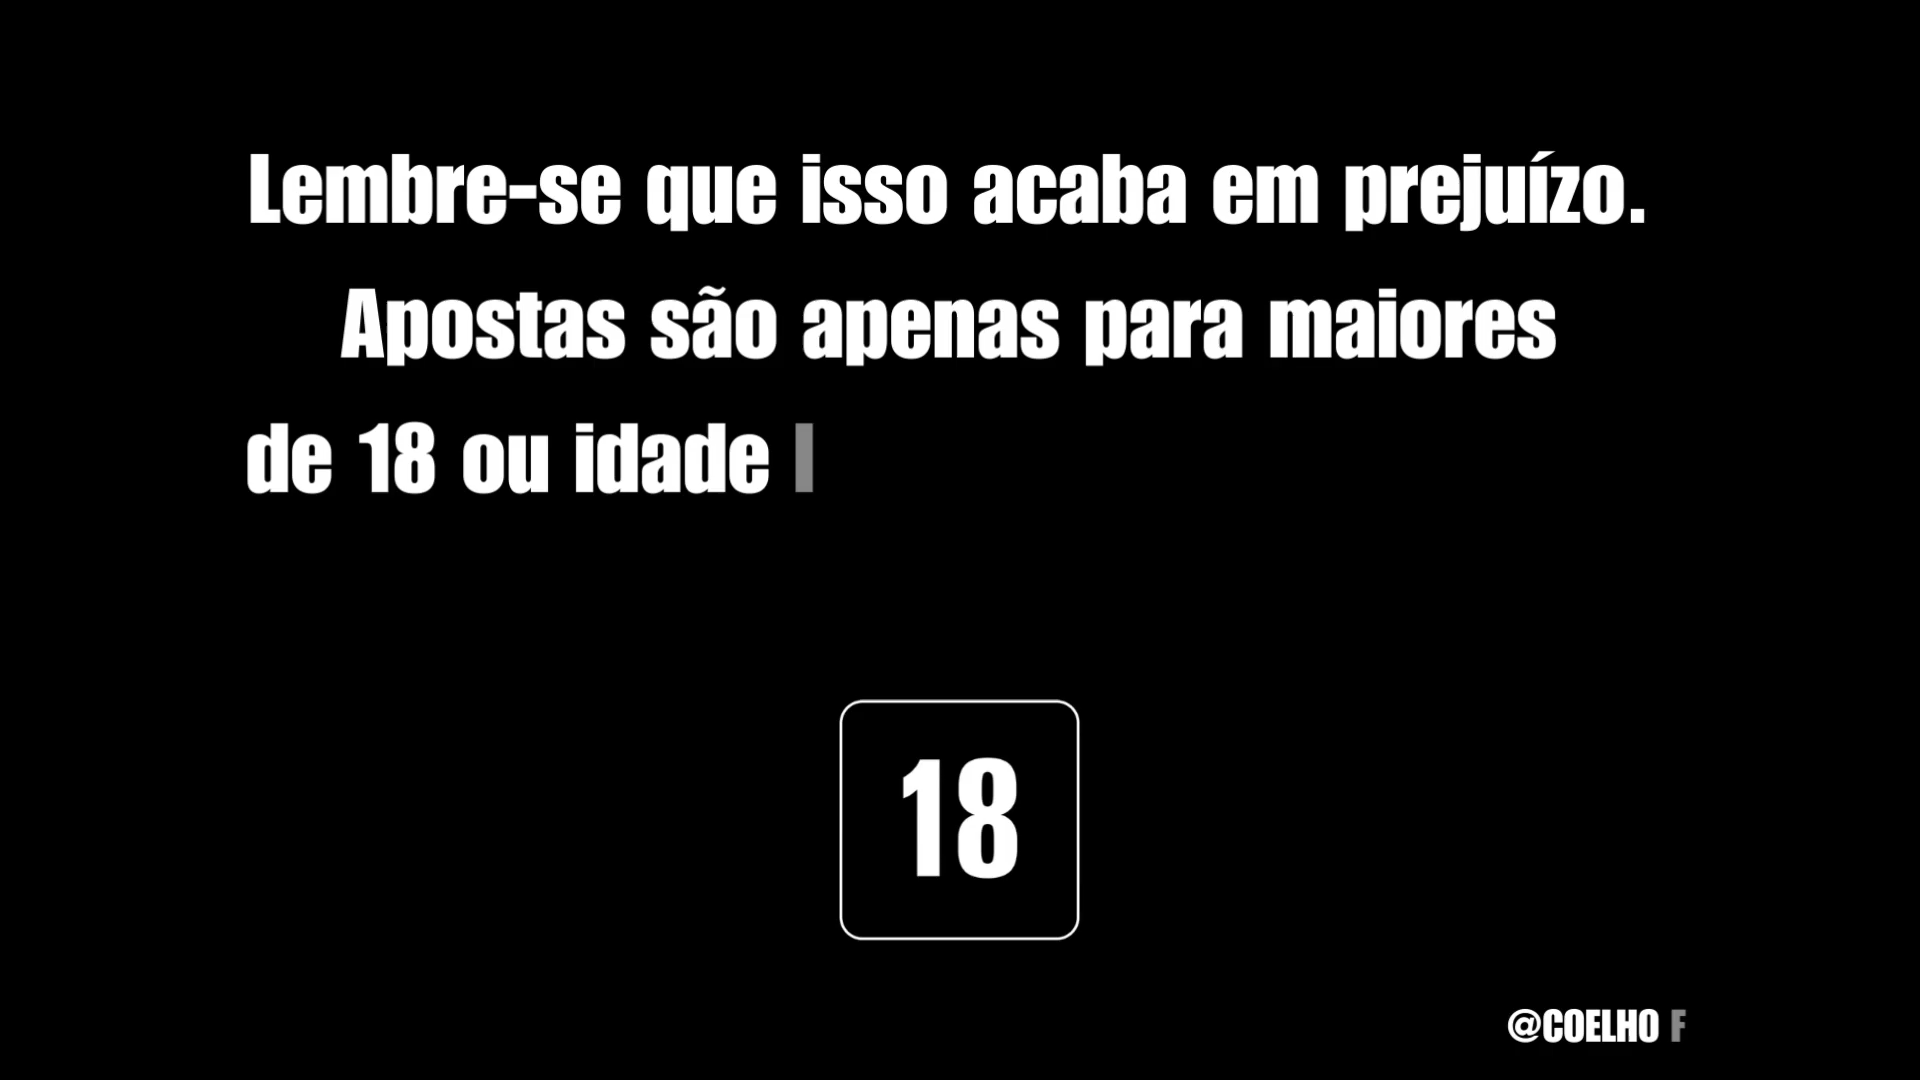 Lembre-se que isso acaba em prejuízo.
Apostas são apenas para maiores
de 18 ou idade l
18
@COELHO F